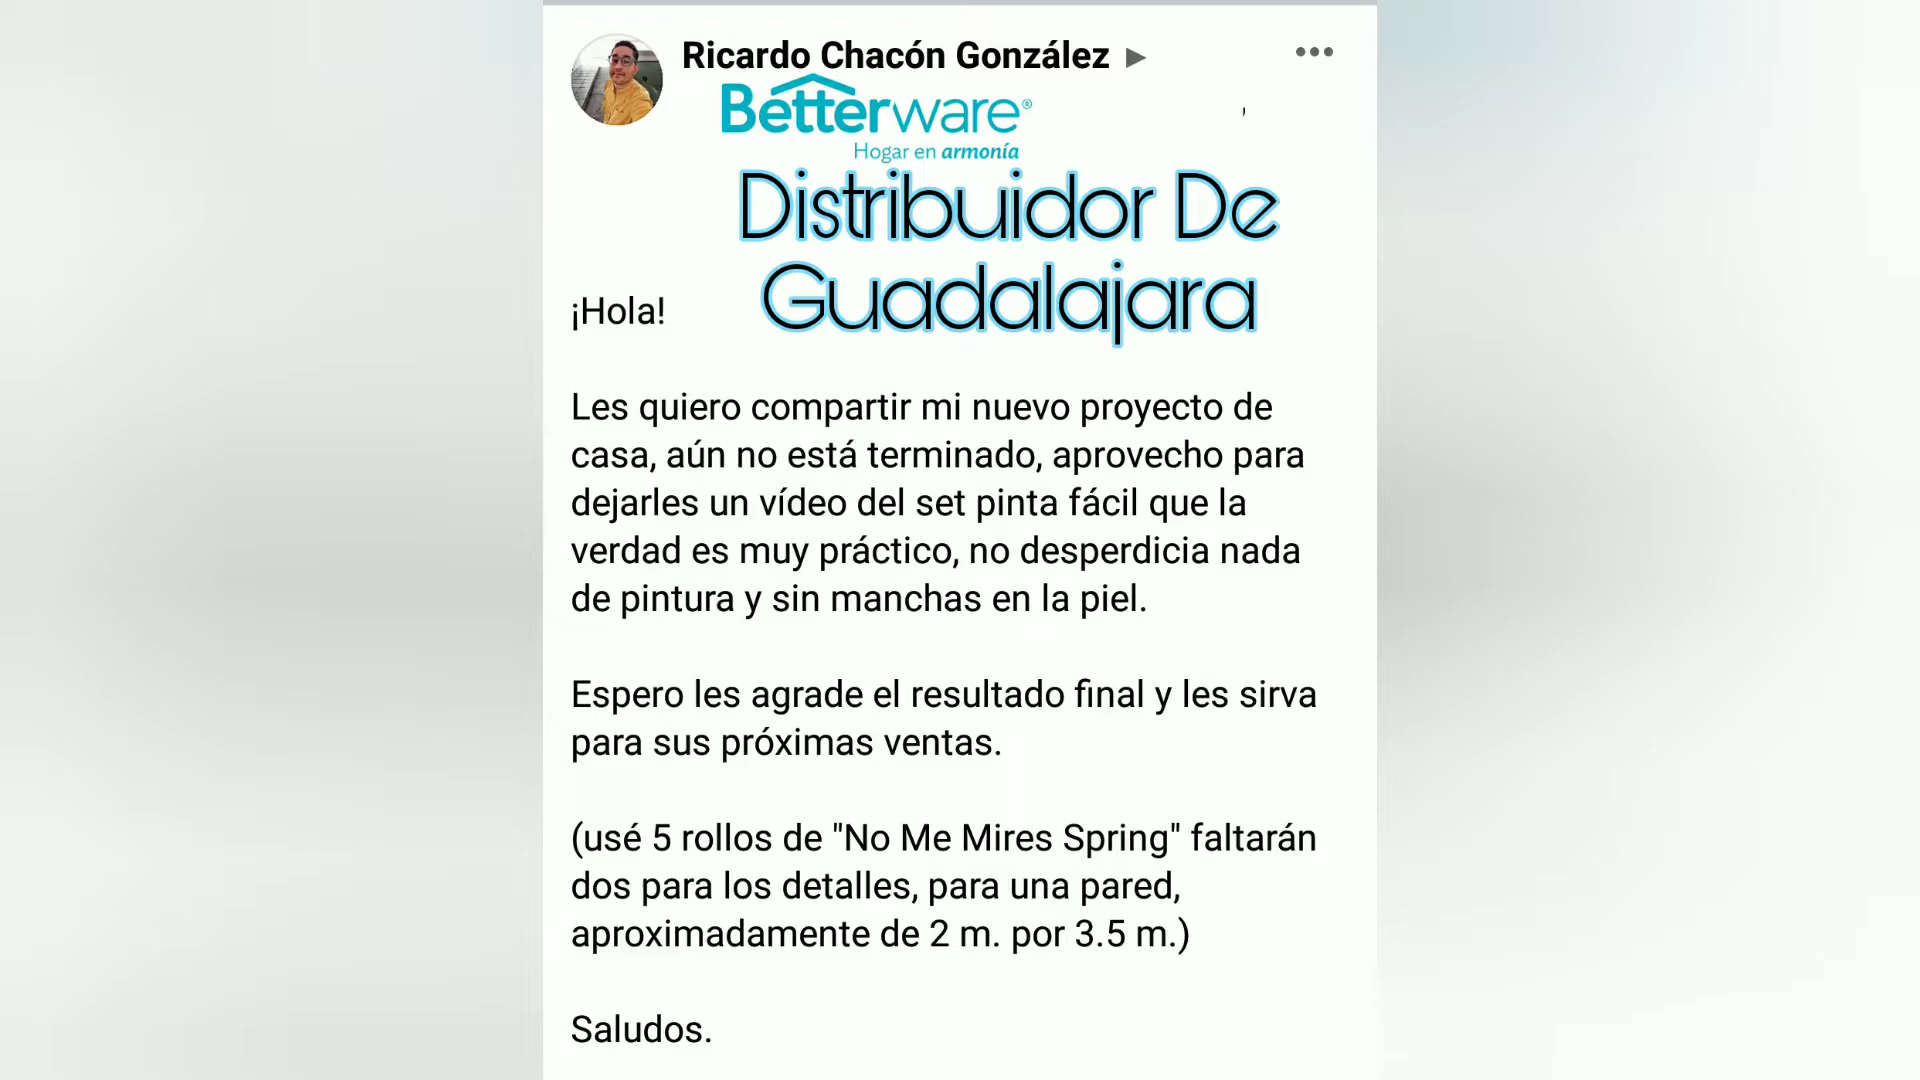 Ricardo Chacón González ▶
Betterware®
Hogar en armonía
Distribuidor De
Guadalajara
¡Hola!
Les quiero compartir mi nuevo proyecto de
casa, aún no está terminado, aprovecho para
dejarles un vídeo del set pinta fácil que la
verdad es muy práctico, no desperdicia nada
de pintura y sin manchas en la piel.
Espero les agrade el resultado final y les sirva
para sus próximas ventas.
(usé 5 rollos de "No Me Mires Spring" faltarán
dos para los detalles, para una pared,
aproximadamente de 2 m. por 3.5 m.)
Saludos.